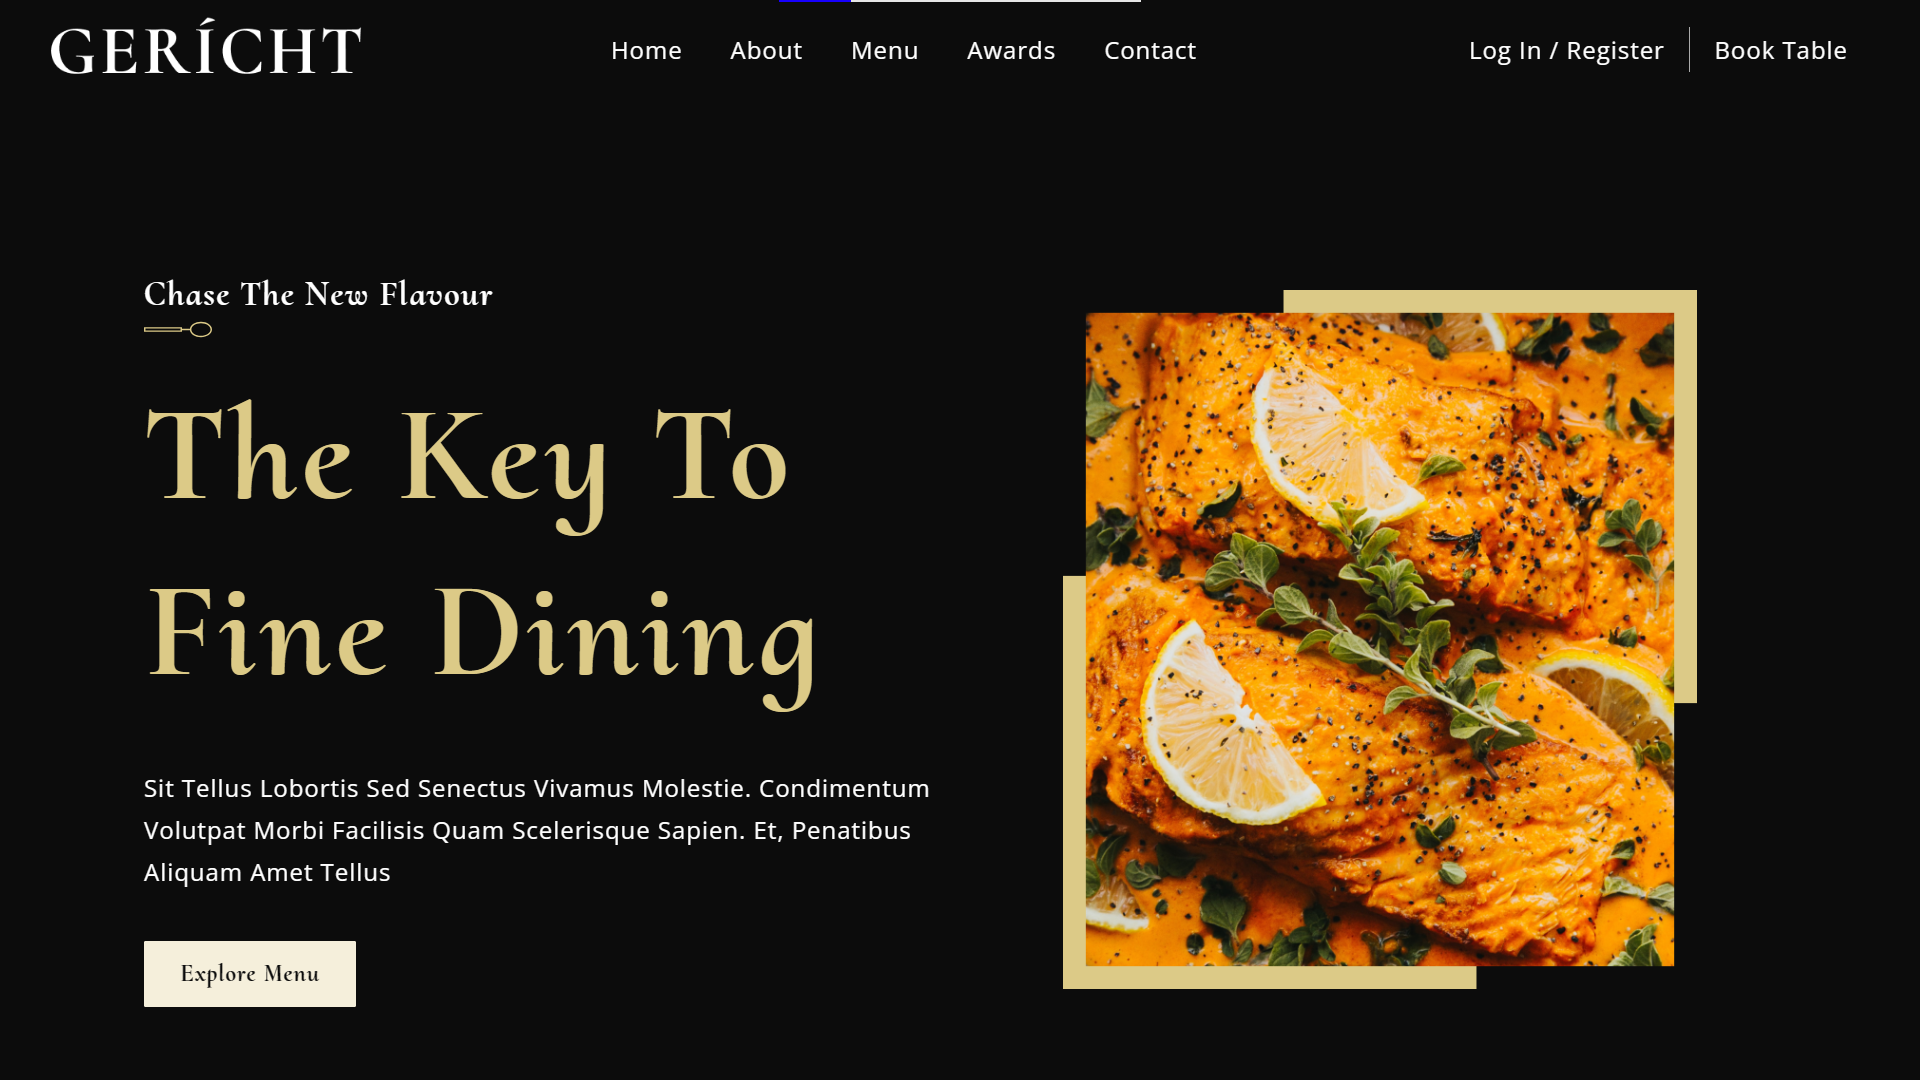 GERÍCHT
Home
About
Menu
Awards
Contact
Log In / Register
Book Table
Chase The New Flavour
The Key To
Fine Dining
Sit Tellus Lobortis Sed Senectus Vivamus Molestie. Condimentum
Volutpat Morbi Facilisis Quam Scelerisque Sapien. Et, Penatibus
Aliquam Amet Tellus
Explore Menu